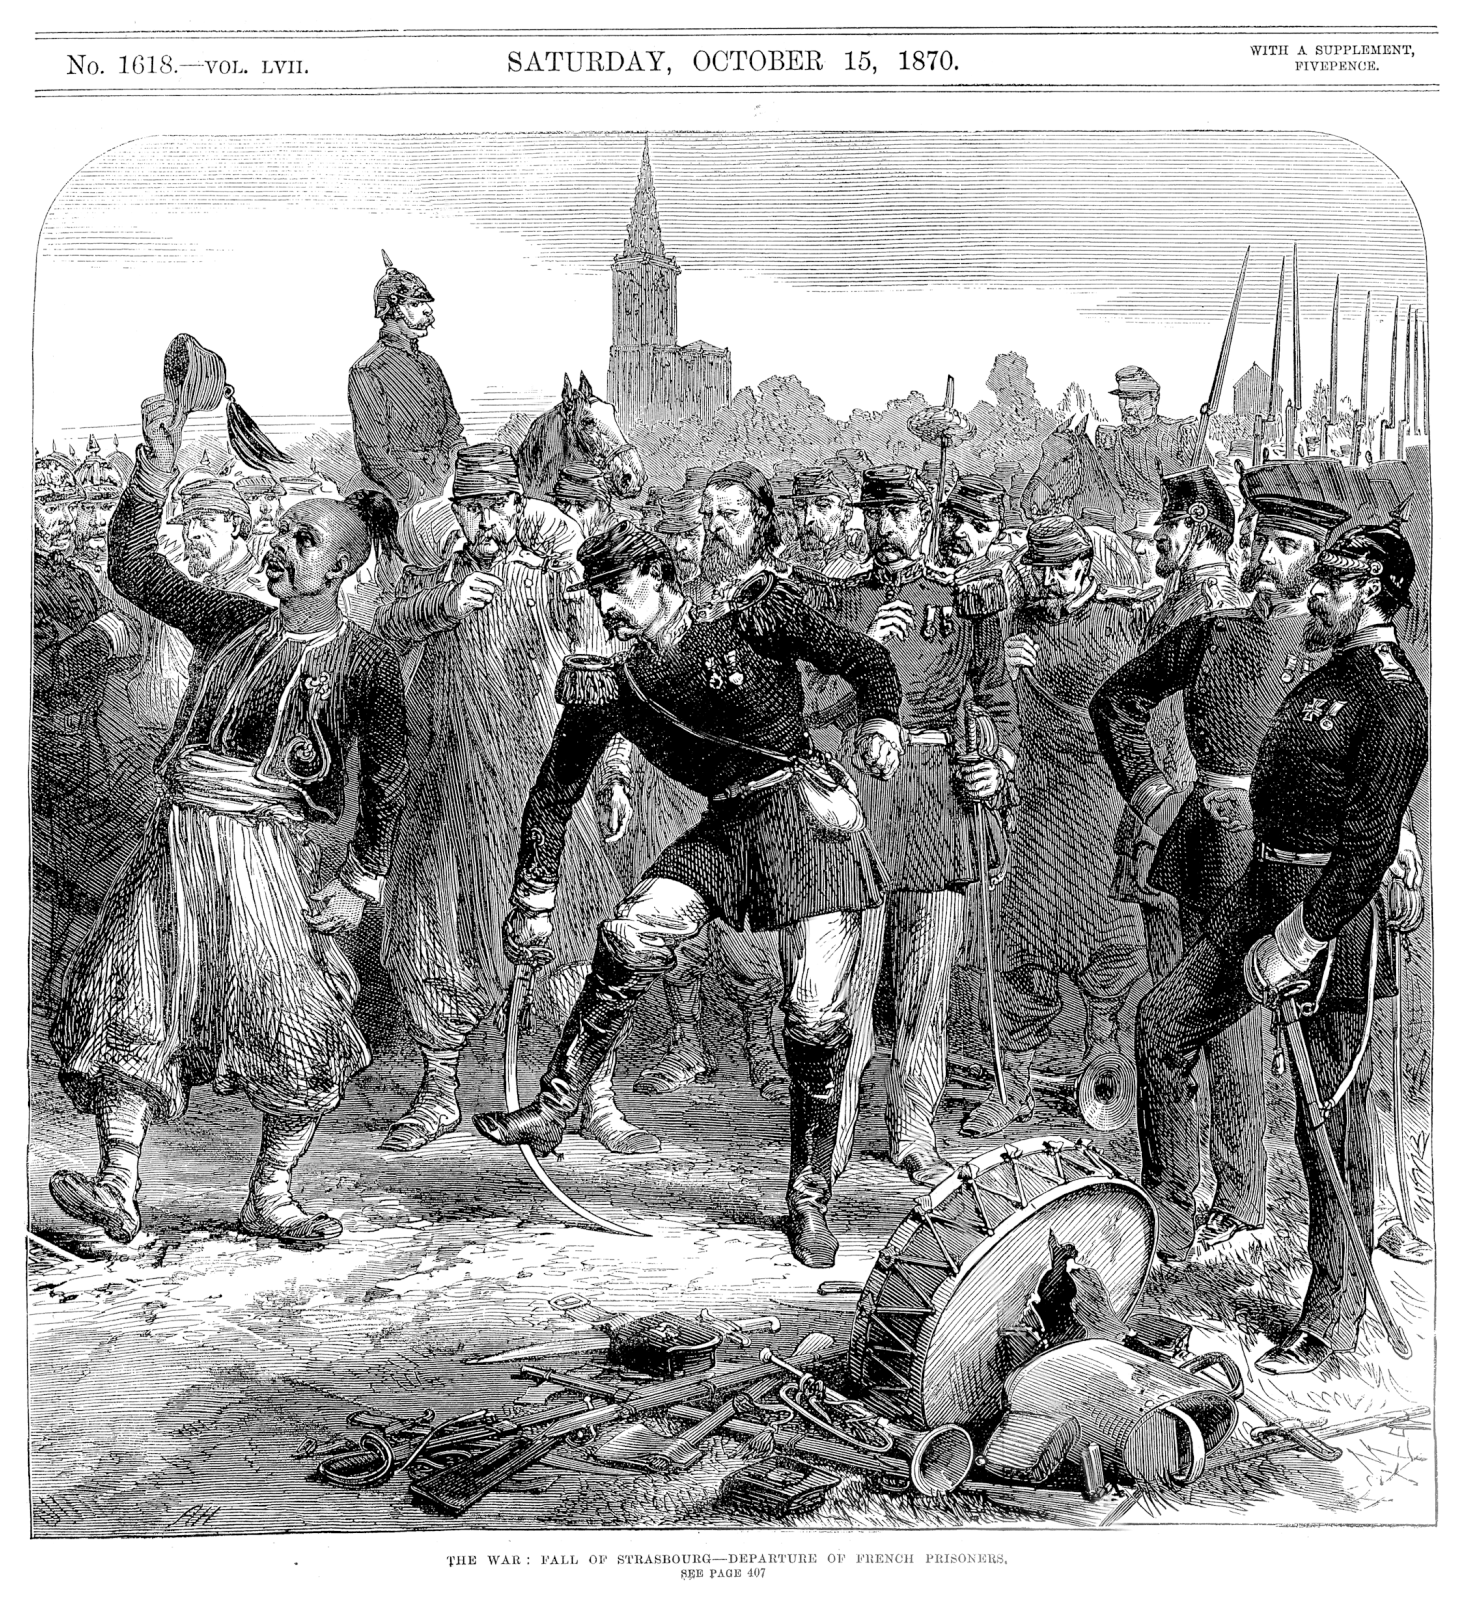 No. 1618.—VOL. LVII.
SATURDAY, OCTOBER 15, 1870.
WITH A SUPPLEMENT,
FIVEPENCE.
AH
THE WAR: FALL OF STRASBOURG—DEPARTURE OF FRENCH PRISONERS.
SEE PAGE 407